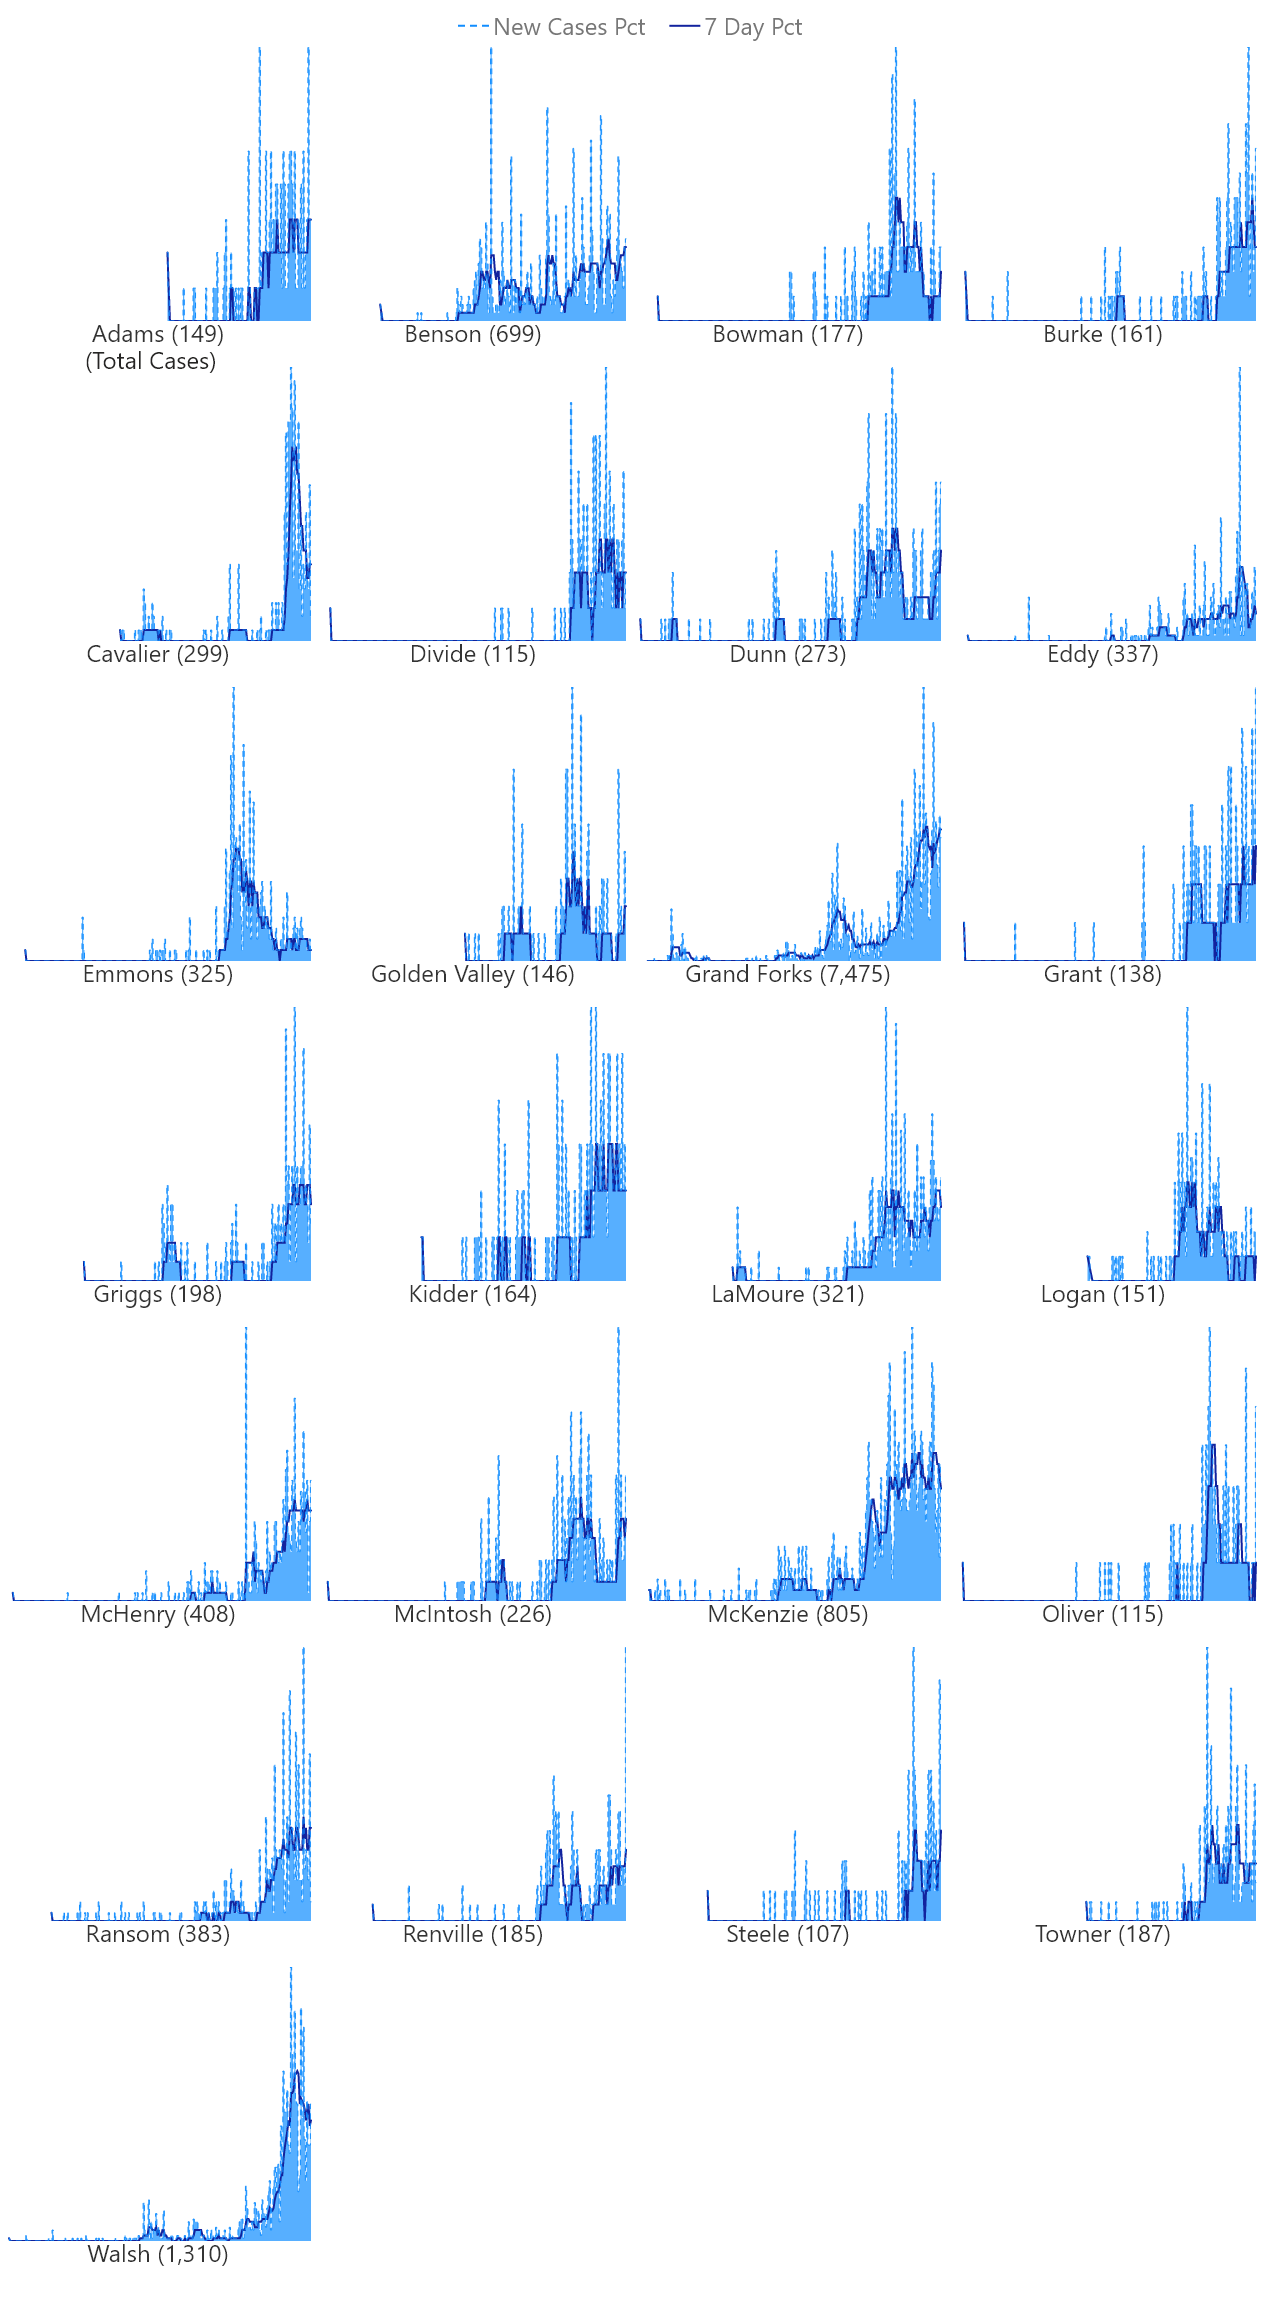 New Cases Pct 7 Day Pct
Adams (149) Benson (699) Bowman (177) Burke (161)
(Total Cases)
Cavalier (299) Divide (115) Dunn (273) Eddy (337)
Emmons (325) Golden Valley (146) Grand Forks (7,475) Grant (138)
Griggs (198) Kidder (164) LaMoure (321) Logan (151)
McHenry (408) McIntosh (226) McKenzie (805) Oliver (115)
Ransom (383) Renville (185) Steele (107) Towner (187)
Walsh (1,310)